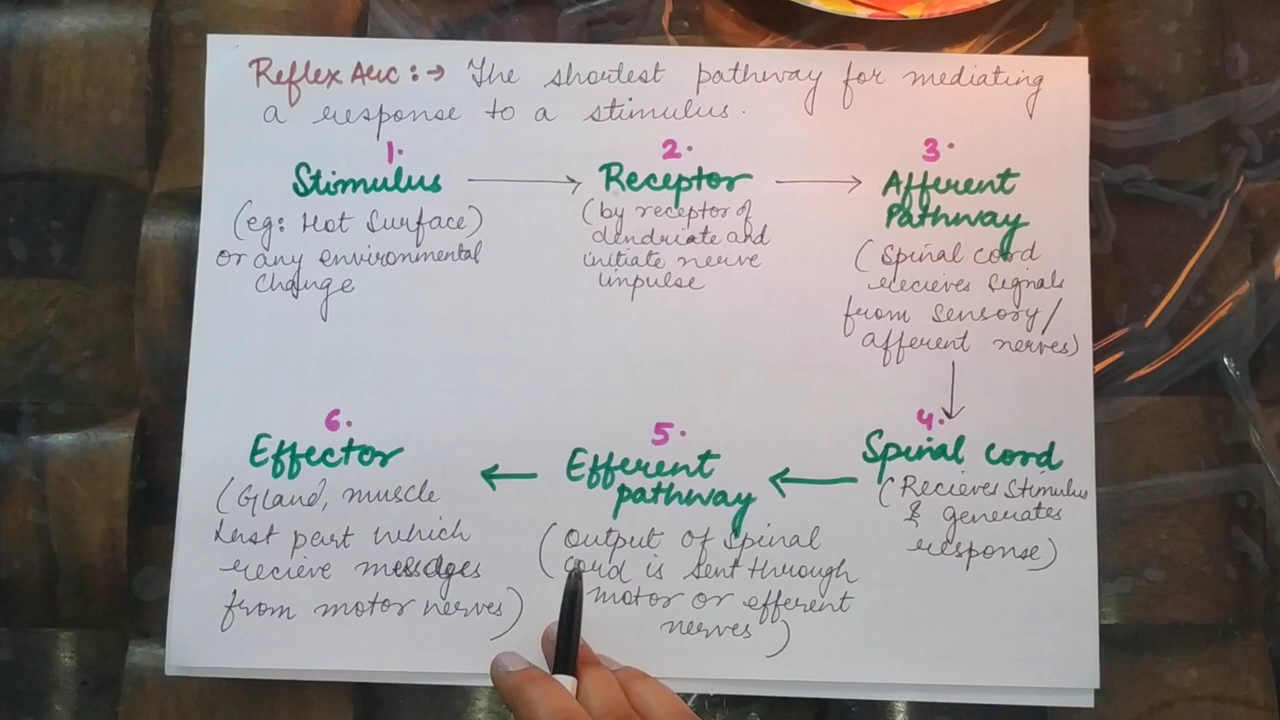 Reflex Arc :→ The shortest pathway for mediating
a response to a stimulus.
1.
Stimulus
(eg: Hot Surface)
or any environmental
change
2.
Receptor
(by receptor of
dendriate and
initiate nerve
impulse
3.
Afferent
Pathway
(Spinal cord
recieves signals
from sensory/
afferent nerves)
4.
Spinal cord
(Recieves Stimulus
& generates
response)
5.
Efferent
pathway
(Output of Spinal
cord is sent through
motor or efferent
nerves)
6.
Effector
(Gland, muscle
Last part which
recieve messages
from motor nerves)